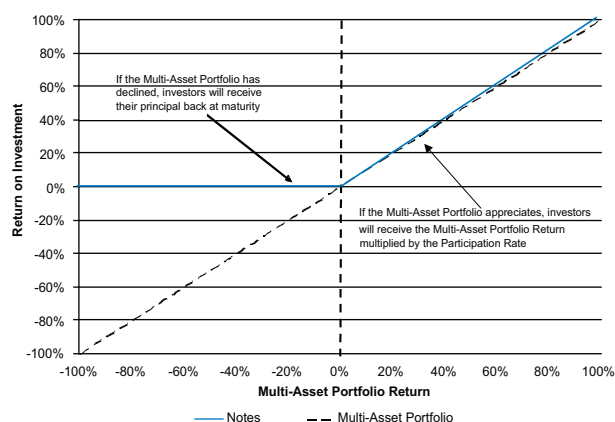 100%
80%
60%
40%
20%
0%
-20%
-40%
-60%
-80%
-100%
Return on Investment
If the Multi-Asset Portfolio has
declined, investors will receive
their principal back at maturity
If the Multi-Asset Portfolio appreciates, investors
will receive the Multi-Asset Portfolio Return
multiplied by the Participation Rate
-100% -80% -60% -40% -20% 0% 20% 40% 60% 80% 100%
Multi-Asset Portfolio Return
Notes Multi-Asset Portfolio